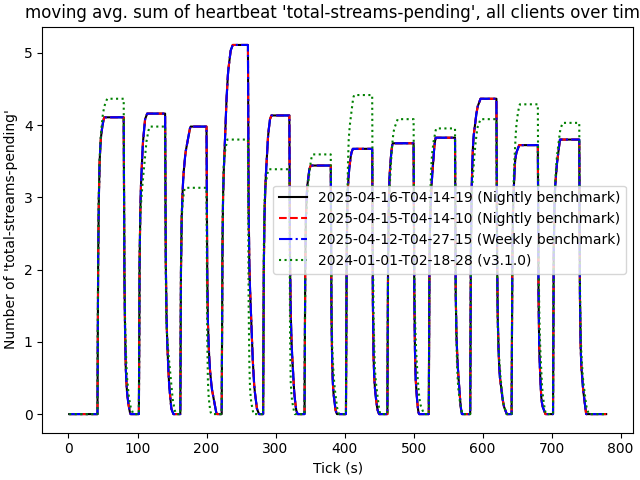 moving avg. sum of heartbeat 'total-streams-pending', all clients over tim
Number of 'total-streams-pending'
5
4
3
2
1
0
2025-04-16-T04-14-19 (Nightly benchmark)
2025-04-15-T04-14-10 (Nightly benchmark)
2025-04-12-T04-27-15 (Weekly benchmark)
2024-01-01-T02-18-28 (v3.1.0)
0 100 200 300 400 500 600 700 800
Tick (s)